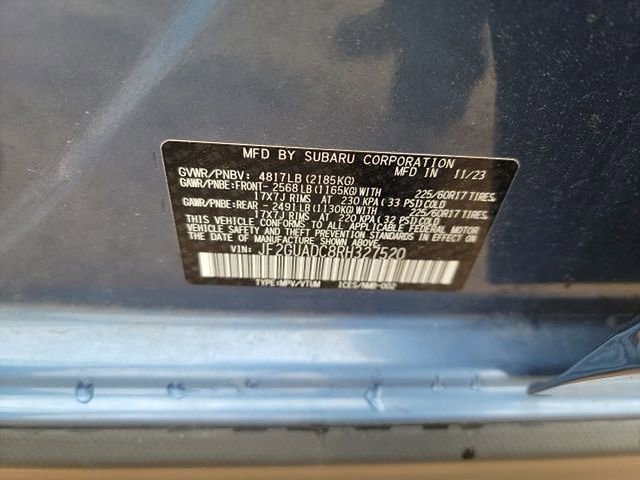 MFD BY SUBARU CORPORATION MFD IN 11/23
GVWR/PNBV: 4817LB (2185KG)
GAWR/PNBE: FRONT- 2568LB (1165KG) WITH 225/60R17 TIRES,
17X7J RIMS AT 230 KPA (33 PSI) COLD
GAWR/PNBE: REAR - 2491LB (1130KG) WITH 225/60R17 TIRES,
17X7J RIMS AT 220 KPA (32 PSI) COLD
THIS VEHICLE CONFORMS TO ALL APPLICABLE FEDERAL MOTOR
VEHICLE SAFETY STANDARDS IN EFFECT ON THE DATE OF
MANUFACTURE SHOWN ABOVE.
VIN: JF2GUADC8RH327520
TYPE:MPV/VTUM ICES/NMB-002